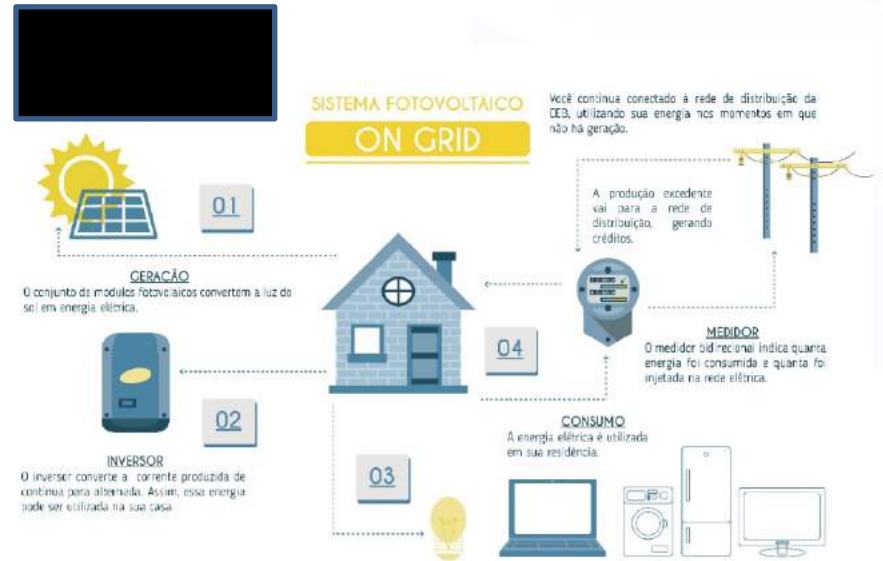 SISTEMA FOTOVOLTAICO
ON GRID
Você continua conectado à rede de distribuição da
CEB, utilizando sua energia nos momentos em que
não há geração.
01
A produção excedente
vai para a rede de
distribuição, gerando
créditos.
GERAÇÃO
O conjunto de módulos fotovolaicos convertem a luz do
sol em energia elétrica.
04
MEDIDOR
O medidor bidirecional indica quanta
energia foi consumida e quanta foi
injetada na rede elétrica.
02
INVERSOR
O inversor converte a corrente produzida de
continua para alternada. Assim, essa energia
pode ser utilizada na sua casa.
03
CONSUMO
A energia elétrica é utilizada
em sua residência.